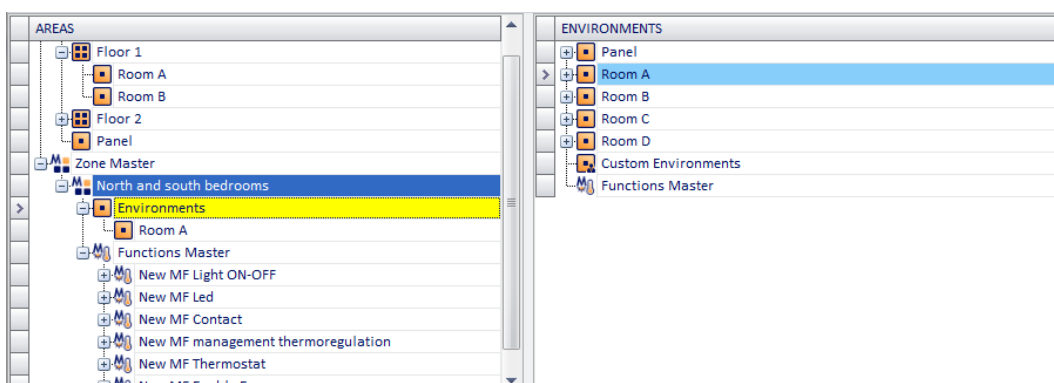 AREAS
Floor 1
Room A
Room B
Floor 2
Panel
Zone Master
North and south bedrooms
Environments
Room A
Functions Master
New MF Light ON-OFF
New MF Led
New MF Contact
New MF management thermoregulation
New MF Thermostat
ENVIRONMENTS
Panel
Room A
Room B
Room C
Room D
Custom Environments
Functions Master